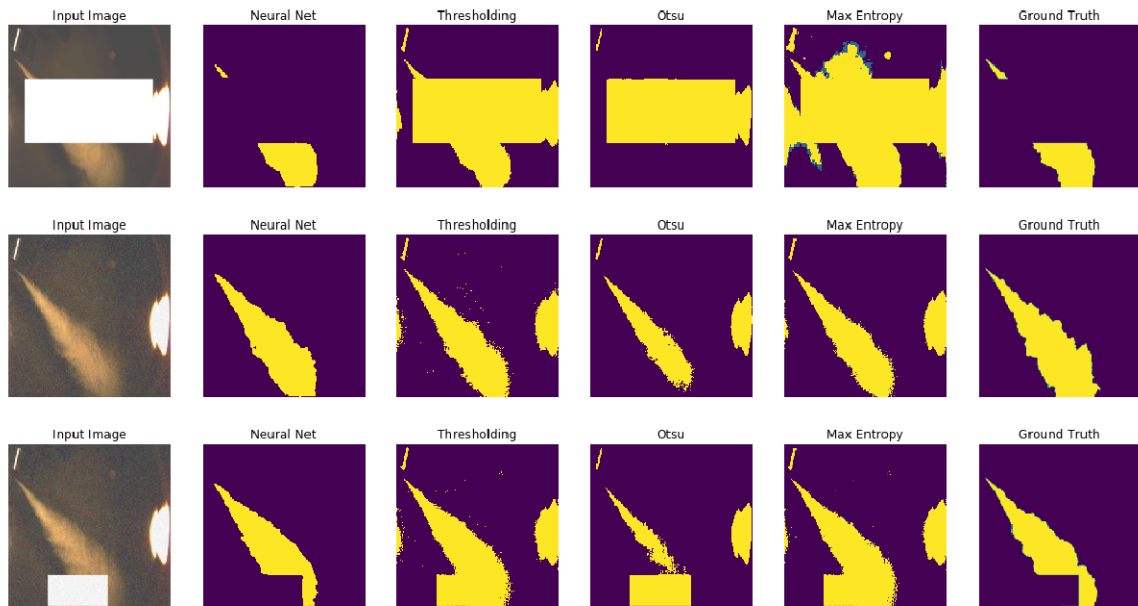 Input Image
Neural Net
Thresholding
Otsu
Max Entropy
Ground Truth
Input Image
Neural Net
Thresholding
Otsu
Max Entropy
Ground Truth
Input Image
Neural Net
Thresholding
Otsu
Max Entropy
Ground Truth